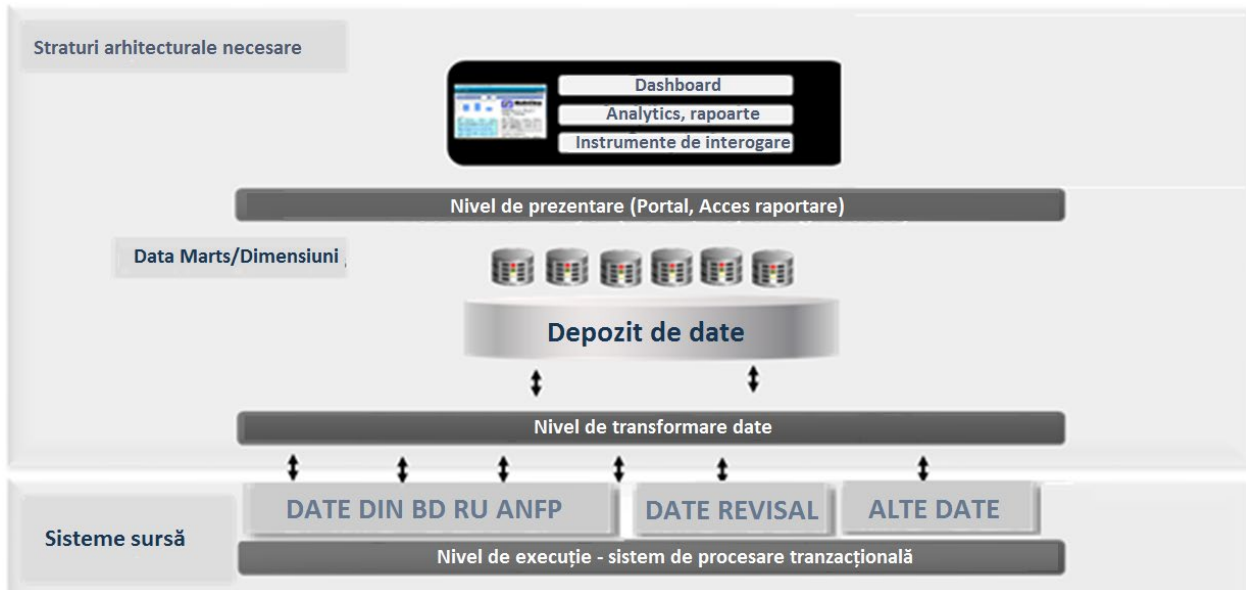 Straturi arhitecturale necesare
Dashboard
Analytics, rapoarte
Instrumente de interogare
Nivel de prezentare (Portal, Acces raportare)
Data Marts/Dimensiuni
Depozit de date
Nivel de transformare date
DATE DIN BD RU ANFP
DATE REVISAL
ALTE DATE
Sisteme sursă
Nivel de execuție - sistem de procesare tranzacțională